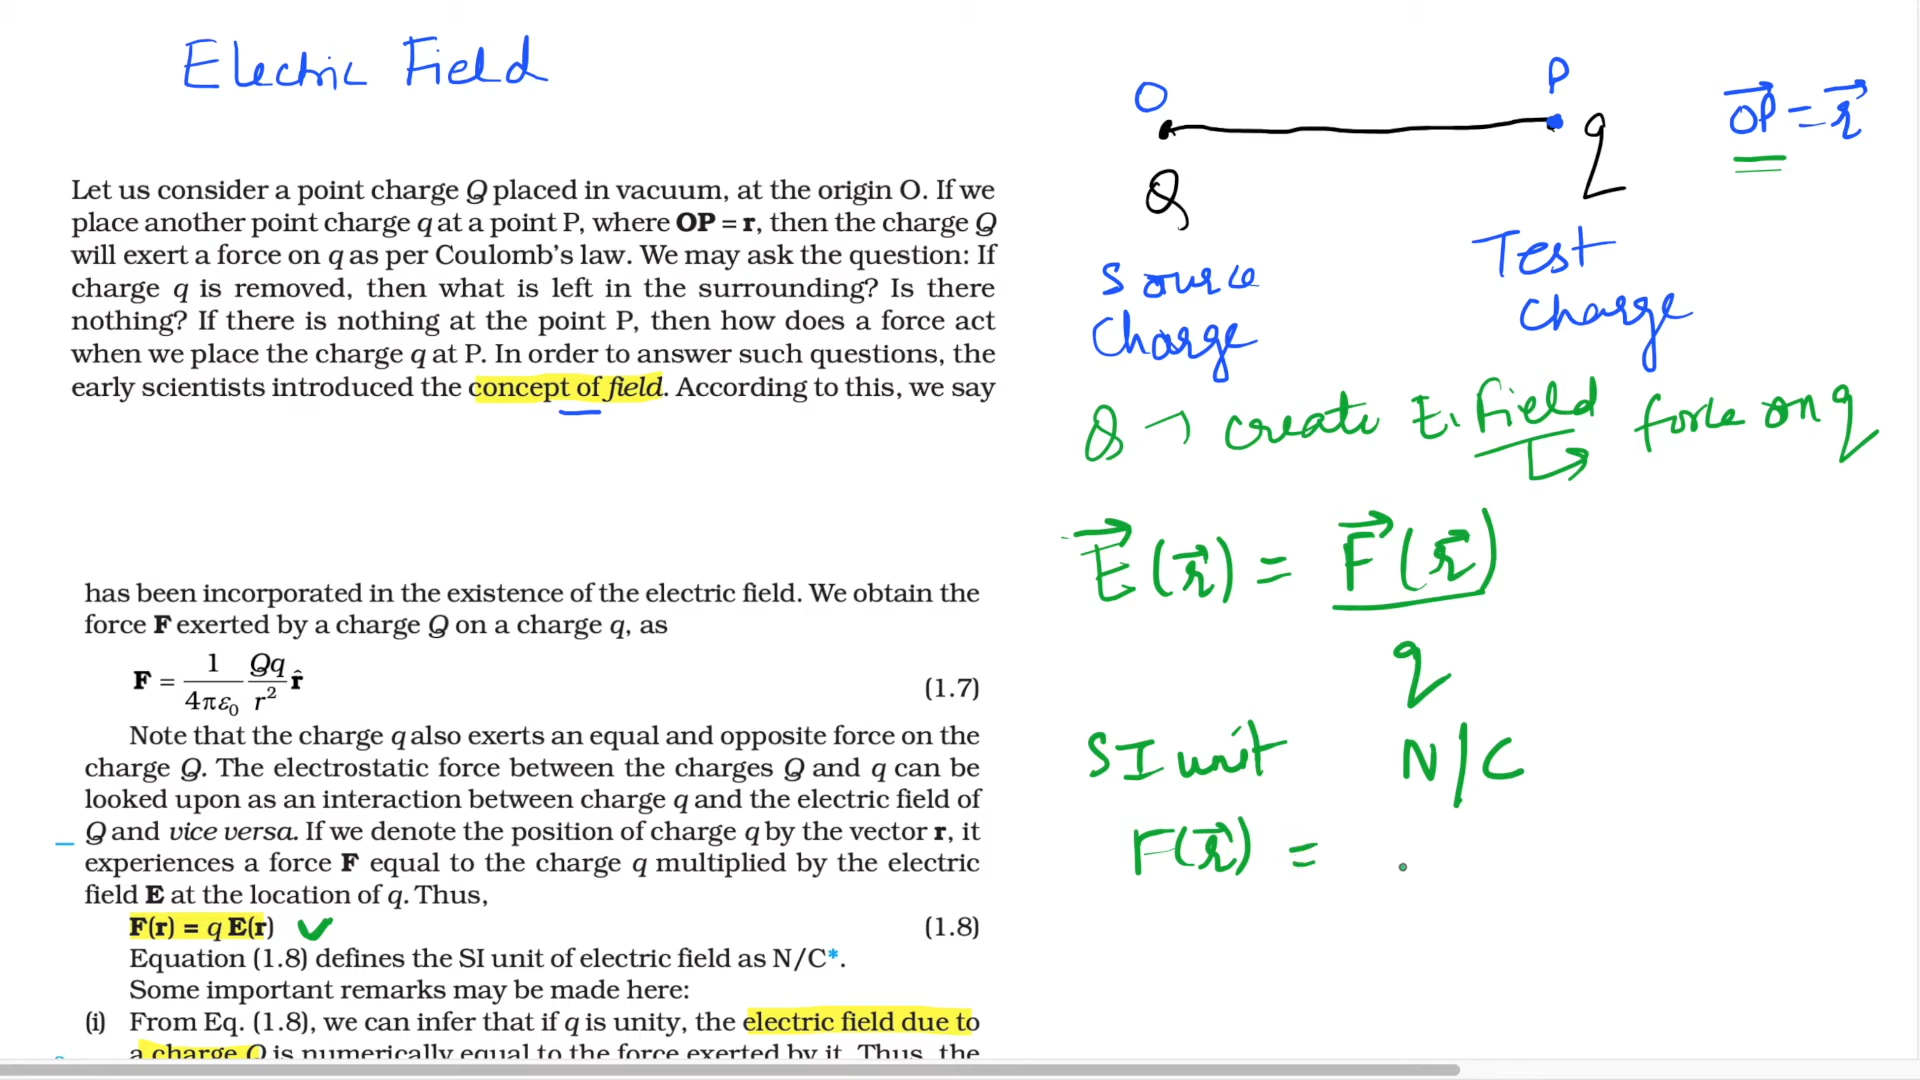 Electric Field
Let us consider a point charge Q placed in vacuum, at the origin O. If we
place another point charge q at a point P, where OP = r, then the charge Q
will exert a force on q as per Coulomb's law. We may ask the question: If
charge q is removed, then what is left in the surrounding? Is there
nothing? If there is nothing at the point P, then how does a force act
when we place the charge q at P. In order to answer such questions, the
early scientists introduced the concept of field. According to this, we say
has been incorporated in the existence of the electric field. We obtain the
force F exerted by a charge Q on a charge q, as
F = 1/4πε₀ Qq/r² r̂ (1.7)
Note that the charge q also exerts an equal and opposite force on the
charge Q. The electrostatic force between the charges Q and q can be
looked upon as an interaction between charge q and the electric field of
Q and vice versa. If we denote the position of charge q by the vector r, it
experiences a force F equal to the charge q multiplied by the electric
field E at the location of q. Thus,
F(r) = q E(r) (1.8)
Equation (1.8) defines the SI unit of electric field as N/C*.
Some important remarks may be made here:
(i) From Eq. (1.8), we can infer that if q is unity, the electric field due to
a charge Q is numerically equal to the force exerted by it. Thus, the
O P
Q q
OP⃗ = r⃗
Source
Charge
Test
Charge
Q → create E. Field → force on q
E⃗(r⃗) = F⃗(r⃗)
q
SI unit N/C
F(r⃗) =